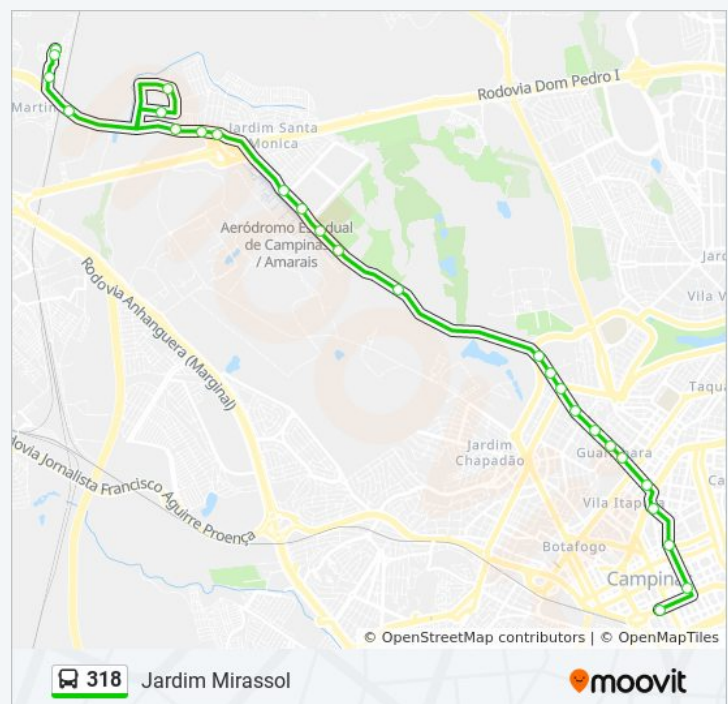 Rodovia Dom Pedro I
Martin
Jardim Santa
Monica
Aeródromo Estadual
de Campinas
/ Amarais
Jard
Vila V
Rodovia Anhanguera (Marginal)
Taqua
Jardim
Chapadão
Guanabara
dovia Jornalista Francisco Aguirre Proença
Ca
Vila Itapura
Botafogo
Campinas
© OpenStreetMap contributors | © OpenMapTiles
318 Jardim Mirassol
moovit